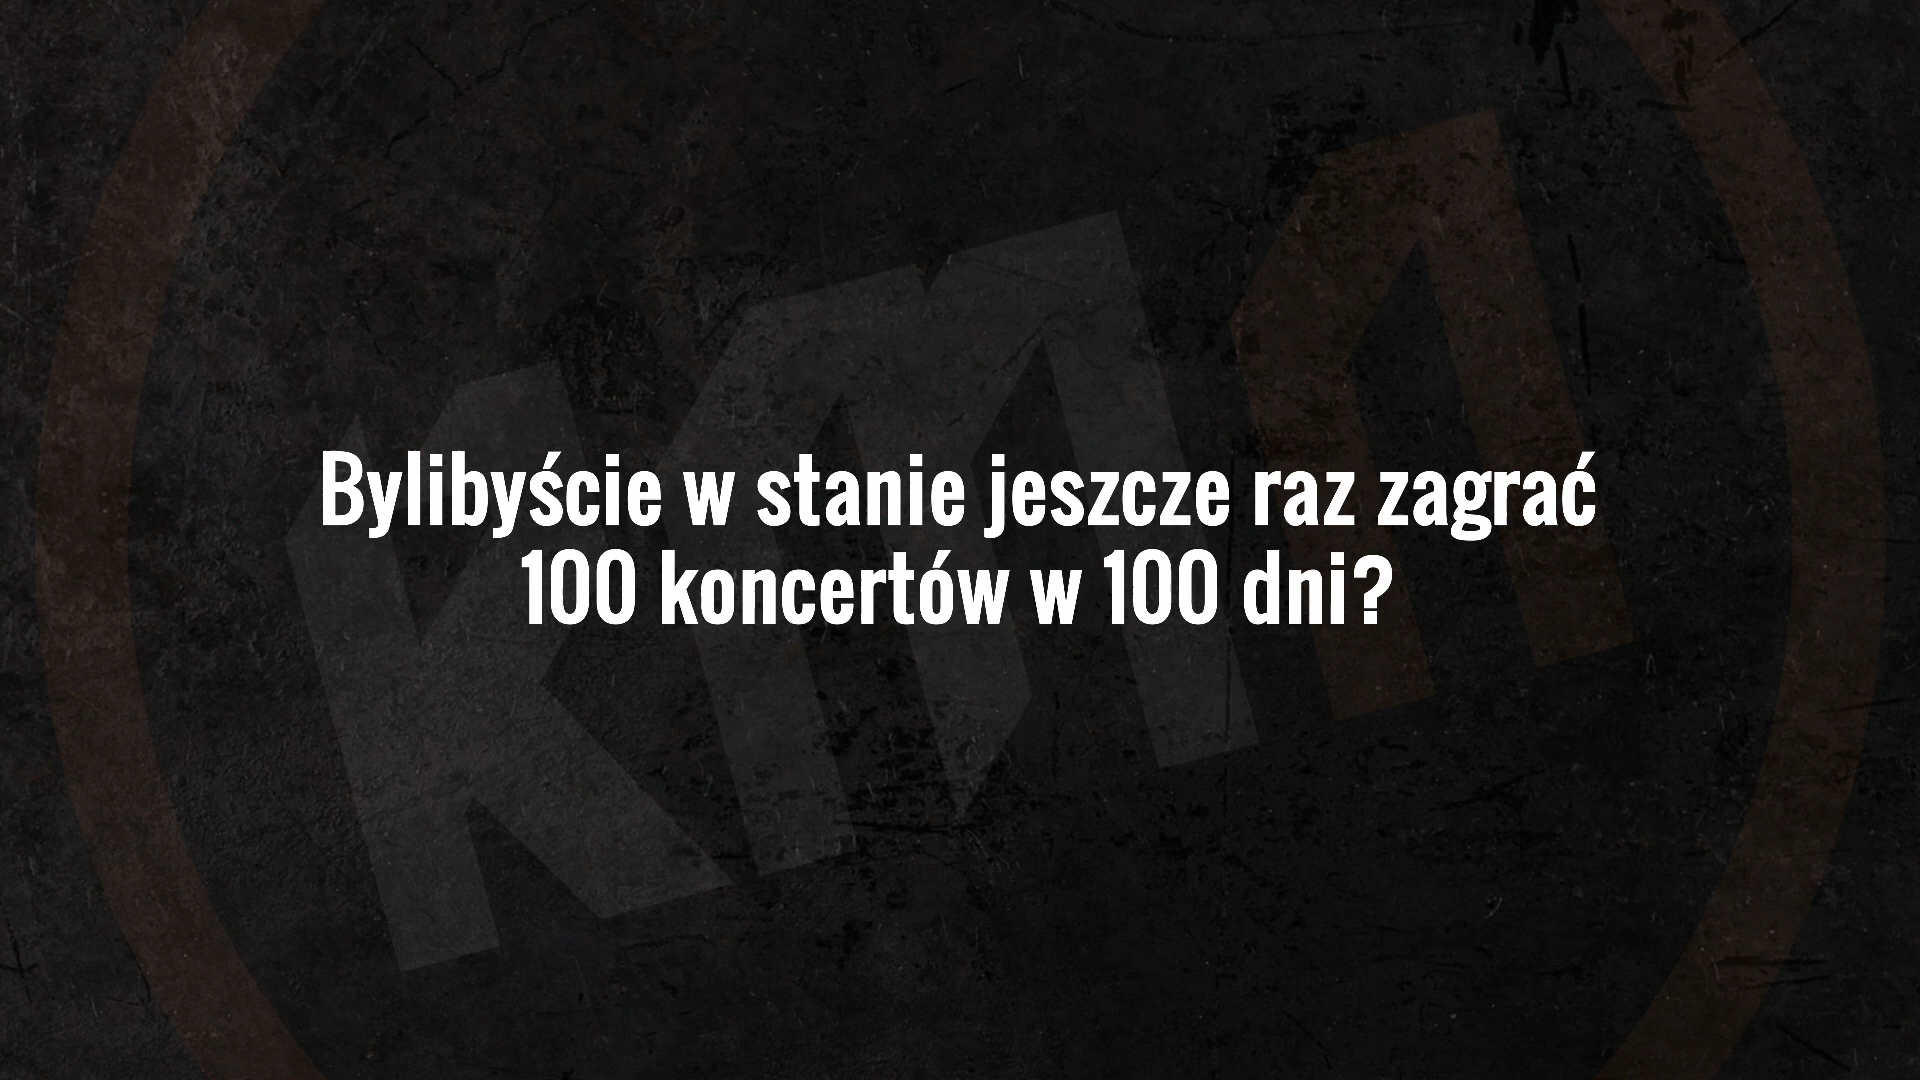 Bylibyście w stanie jeszcze raz zagrać
100 koncertów w 100 dni?